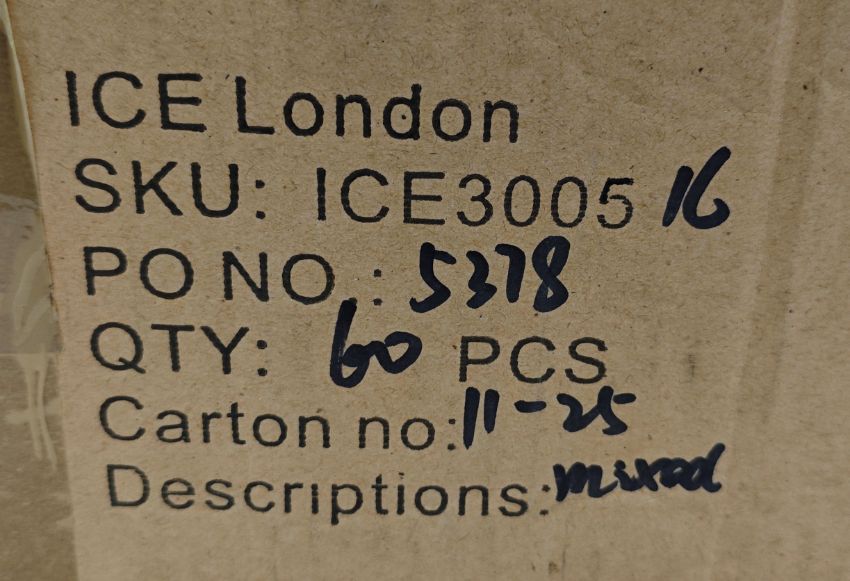 ICE London
SKU: ICE3005 16
PO NO.: 5378
QTY: 60 PCS
Carton no: 11-25
Descriptions: mixed